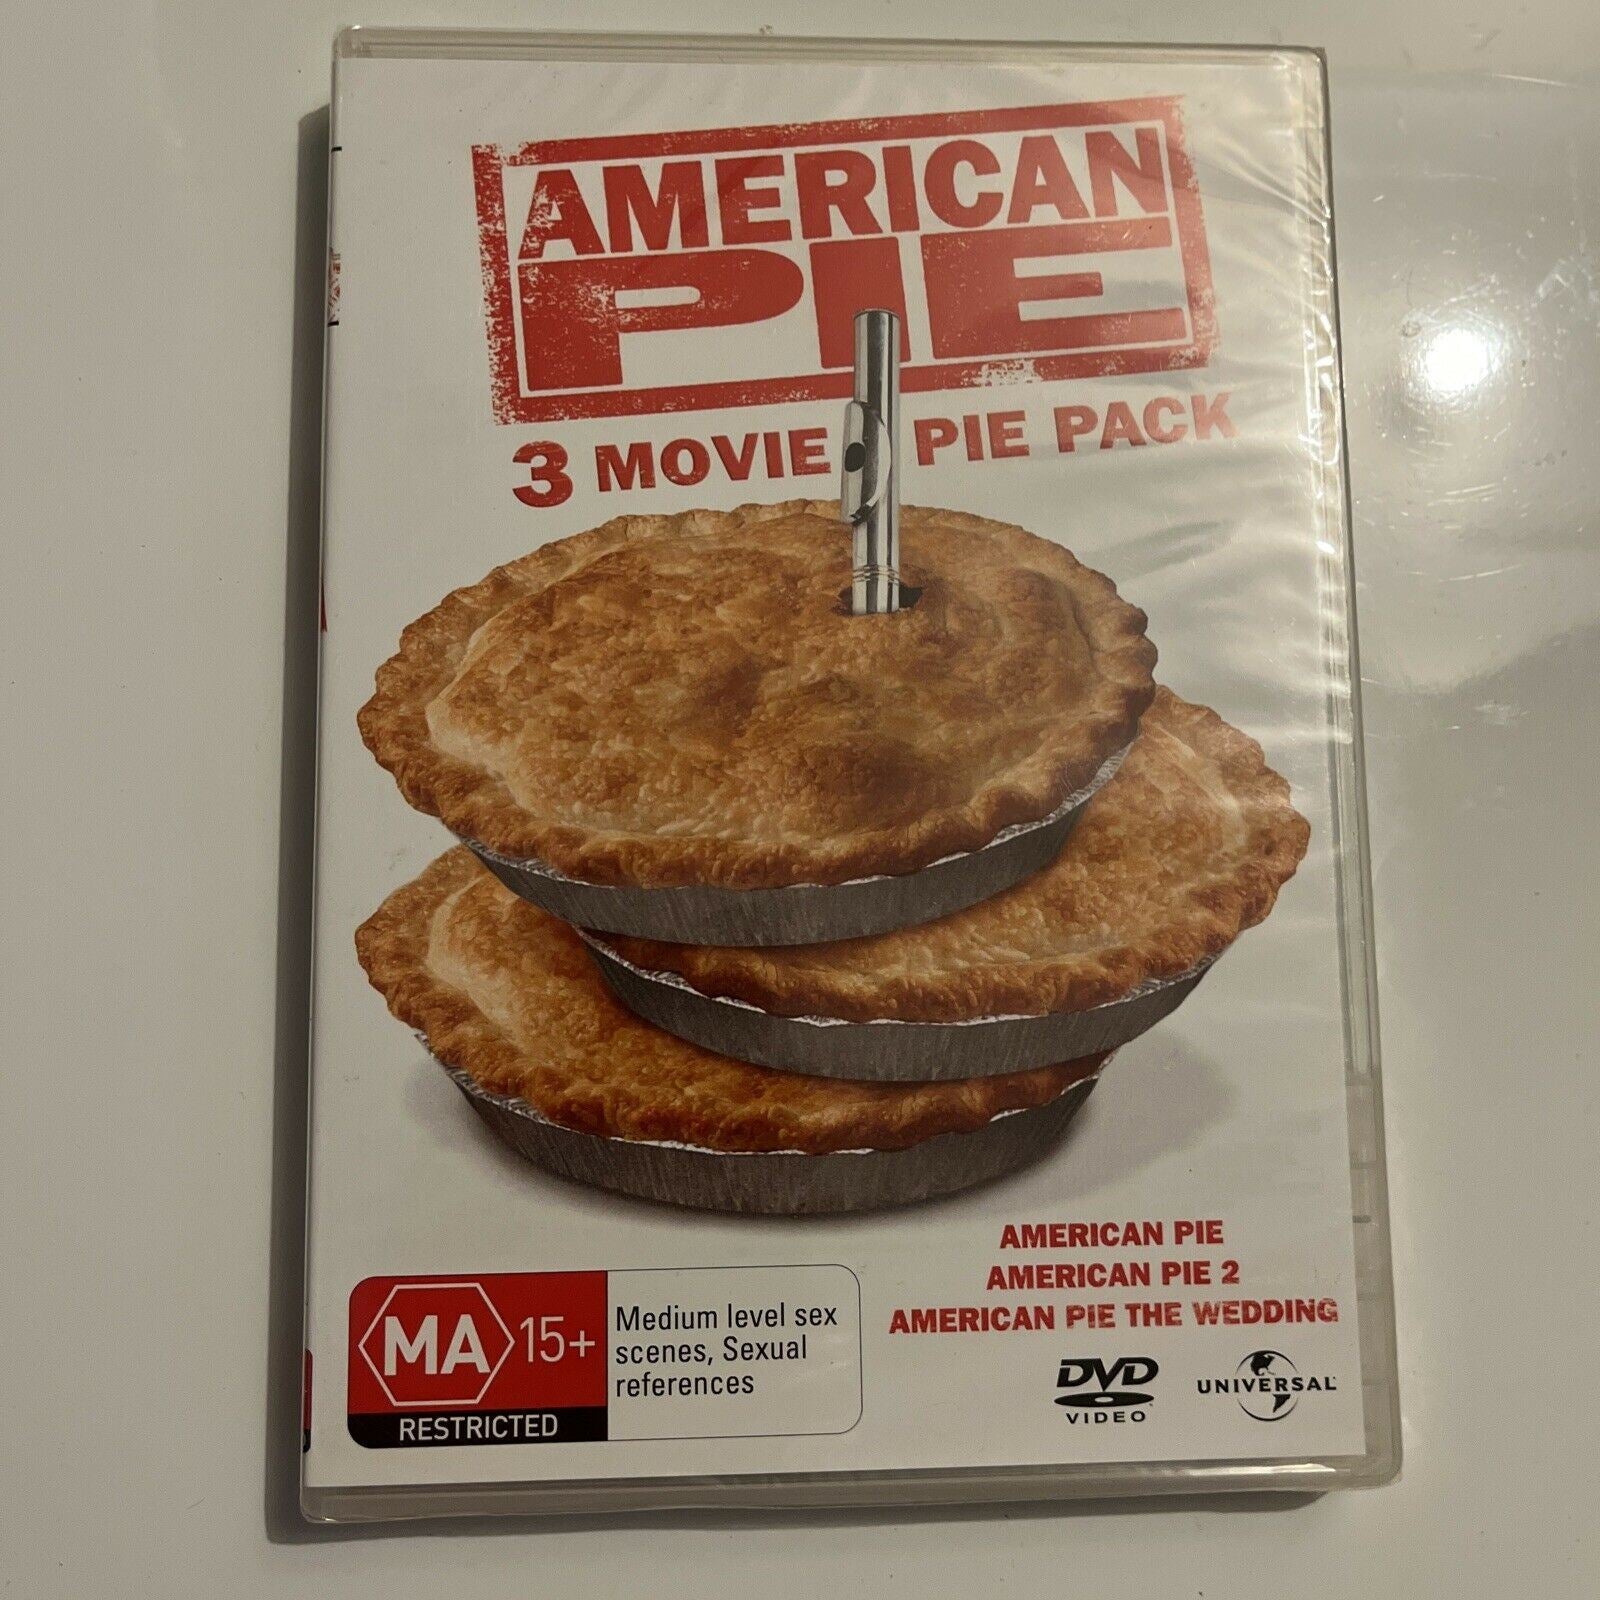 AMERICAN
PIE
3 MOVIE PIE PACK
AMERICAN PIE
AMERICAN PIE 2
AMERICAN PIE THE WEDDING
MA 15+
RESTRICTED
Medium level sex
scenes, Sexual
references
DVD
VIDEO
UNIVERSAL